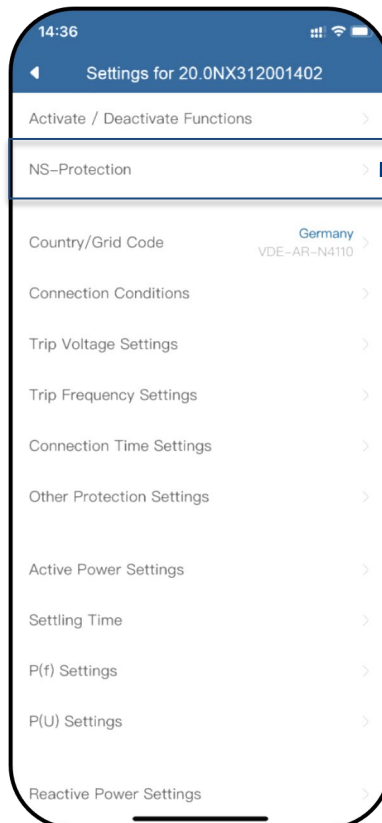 14:36
Settings for 20.0NX312001402
Activate / Deactivate Functions
NS-Protection
Country/Grid Code
Germany
VDE-AR-N4110
Connection Conditions
Trip Voltage Settings
Trip Frequency Settings
Connection Time Settings
Other Protection Settings
Active Power Settings
Settling Time
P(f) Settings
P(U) Settings
Reactive Power Settings